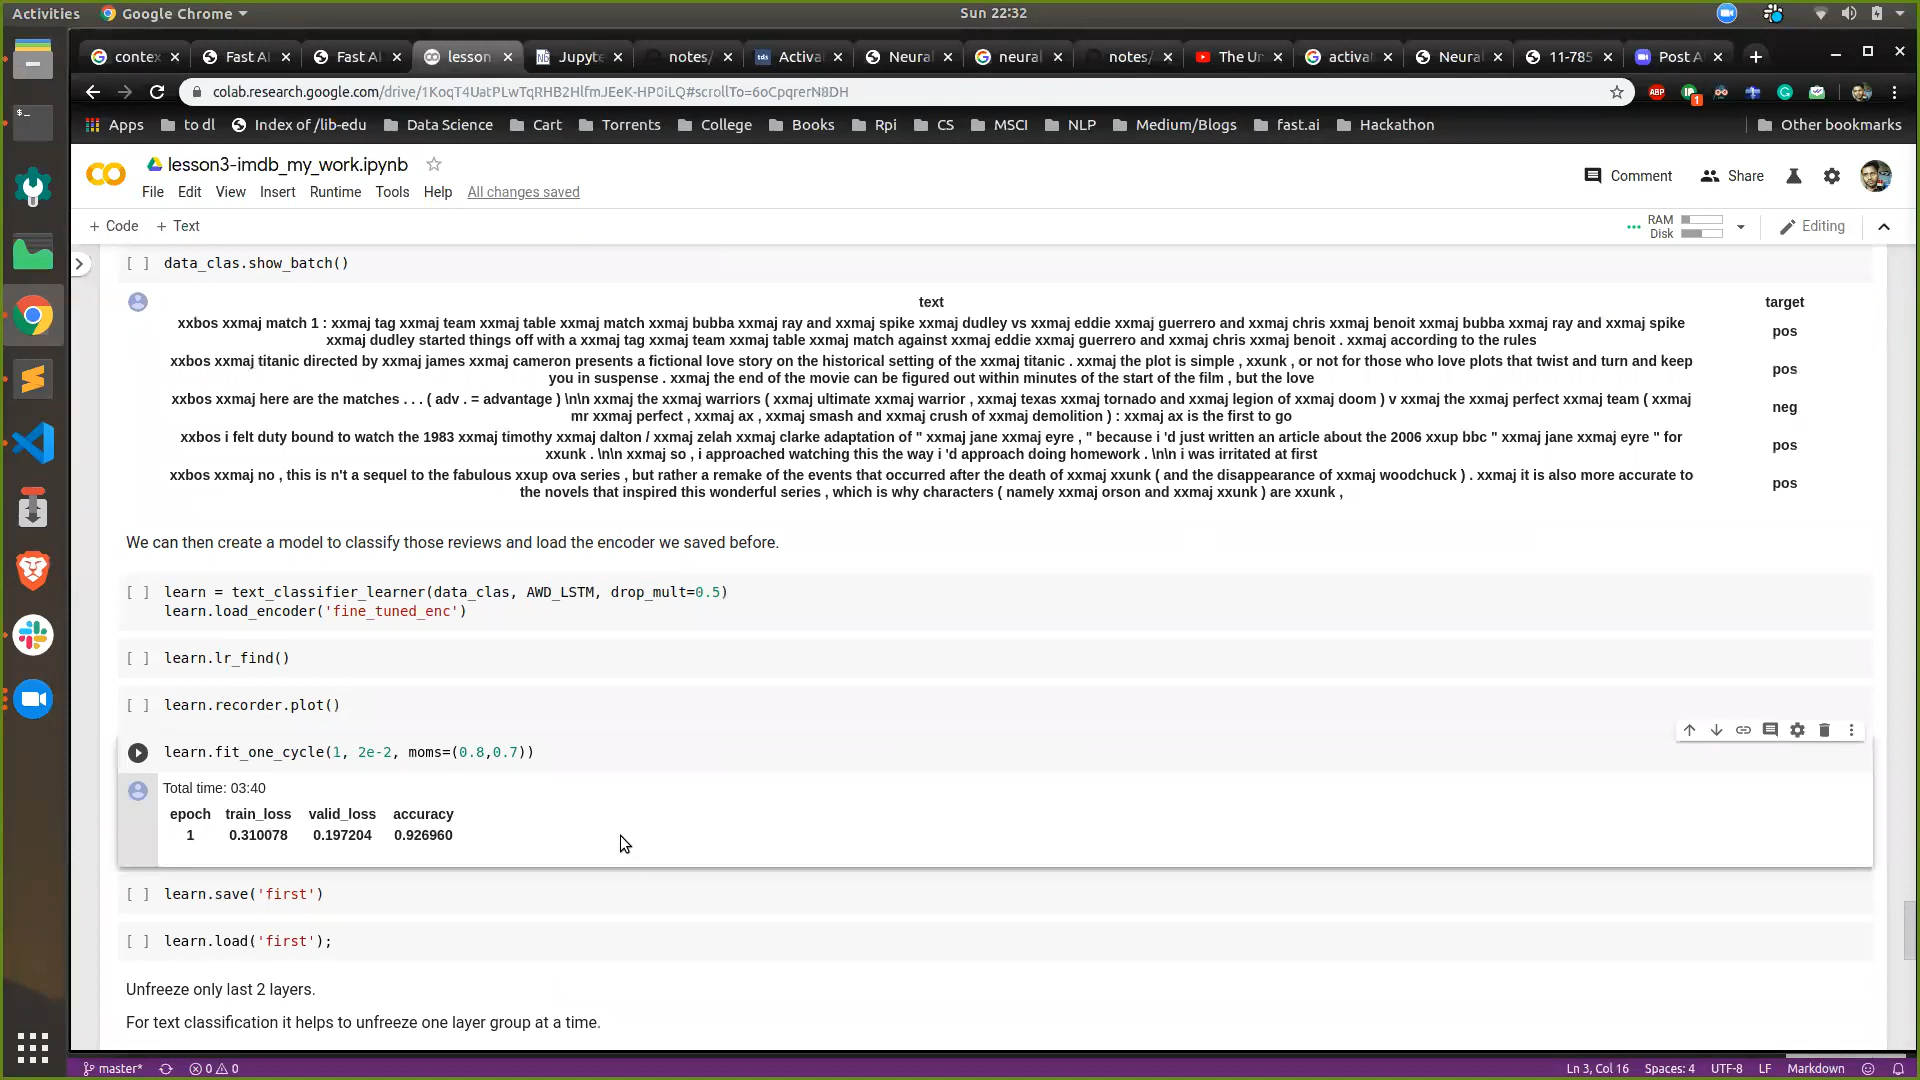 Activities
Google Chrome
Sun 22:32
contex
Fast AI
Fast AI
lesson
Jupyte
notes/
Activa
Neural
neural
notes/
The Un
activat
Neural
11-785
Post A
colab.research.google.com/drive/1KoqT4UatPLwTqRHB2HlfmJEeK-HP0iLQ#scrollTo=6oCpqrerN8DH
Apps
to dl
Index of /lib-edu
Data Science
Cart
Torrents
College
Books
Rpi
CS
MSCI
NLP
Medium/Blogs
fast.ai
Hackathon
Other bookmarks
lesson3-imdb_my_work.ipynb
Comment
Share
File Edit View Insert Runtime Tools Help All changes saved
+ Code + Text
RAM
Disk
Editing
[ ] data_clas.show_batch()
text target
xxbos xxmaj match 1 : xxmaj tag xxmaj team xxmaj table xxmaj match xxmaj bubba xxmaj ray and xxmaj spike xxmaj dudley vs xxmaj eddie xxmaj guerrero and xxmaj chris xxmaj benoit xxmaj bubba xxmaj ray and xxmaj spike
xxmaj dudley started things off with a xxmaj tag xxmaj team xxmaj table xxmaj match against xxmaj eddie xxmaj guerrero and xxmaj chris xxmaj benoit . xxmaj according to the rules
pos
xxbos xxmaj titanic directed by xxmaj james xxmaj cameron presents a fictional love story on the historical setting of the xxmaj titanic . xxmaj the plot is simple , xxunk , or not for those who love plots that twist and turn and keep
you in suspense . xxmaj the end of the movie can be figured out within minutes of the start of the film , but the love
pos
xxbos xxmaj here are the matches . . . ( adv . = advantage ) \n\n xxmaj the xxmaj warriors ( xxmaj ultimate xxmaj warrior , xxmaj texas xxmaj tornado and xxmaj legion of xxmaj doom ) v xxmaj the xxmaj perfect xxmaj team ( xxmaj
mr xxmaj perfect , xxmaj ax , xxmaj smash and xxmaj crush of xxmaj demolition ) : xxmaj ax is the first to go
neg
xxbos i felt duty bound to watch the 1983 xxmaj timothy xxmaj dalton / xxmaj zelah xxmaj clarke adaptation of " xxmaj jane xxmaj eyre , " because i 'd just written an article about the 2006 xxup bbc " xxmaj jane xxmaj eyre " for
xxunk . \n\n xxmaj so , i approached watching this the way i 'd approach doing homework . \n\n i was irritated at first
pos
xxbos xxmaj no , this is n't a sequel to the fabulous xxup ova series , but rather a remake of the events that occurred after the death of xxmaj xxunk ( and the disappearance of xxmaj woodchuck ) . xxmaj it is also more accurate to
the novels that inspired this wonderful series , which is why characters ( namely xxmaj orson and xxmaj xxunk ) are xxunk ,
pos
We can then create a model to classify those reviews and load the encoder we saved before.
[ ] learn = text_classifier_learner(data_clas, AWD_LSTM, drop_mult=0.5)
learn.load_encoder('fine_tuned_enc')
[ ] learn.lr_find()
[ ] learn.recorder.plot()
learn.fit_one_cycle(1, 2e-2, moms=(0.8,0.7))
Total time: 03:40
epoch train_loss valid_loss accuracy
1 0.310078 0.197204 0.926960
[ ] learn.save('first')
[ ] learn.load('first');
Unfreeze only last 2 layers.
For text classification it helps to unfreeze one layer group at a time.
master* 0 0 Ln 3, Col 16 Spaces: 4 UTF-8 LF Markdown